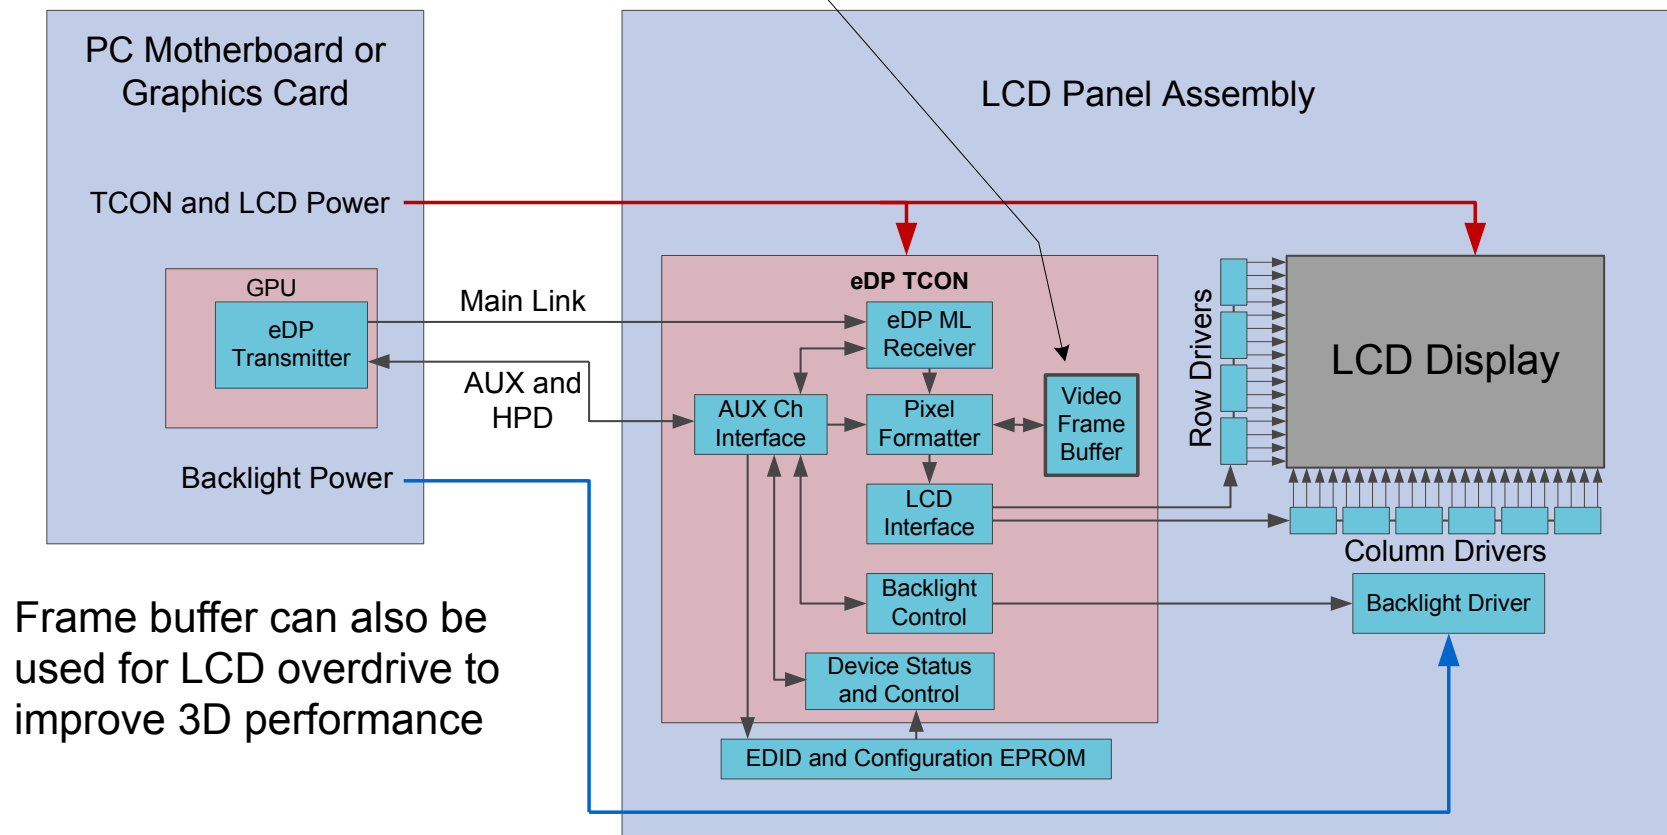 PC Motherboard or
Graphics Card
LCD Panel Assembly
TCON and LCD Power
GPU
eDP
Transmitter
Main Link
AUX and
HPD
Backlight Power
eDP TCON
eDP ML
Receiver
AUX Ch
Interface
Pixel
Formatter
Video
Frame
Buffer
LCD
Interface
Backlight
Control
Device Status
and Control
EDID and Configuration EPROM
Row Drivers
LCD Display
Column Drivers
Backlight Driver
Frame buffer can also be
used for LCD overdrive to
improve 3D performance